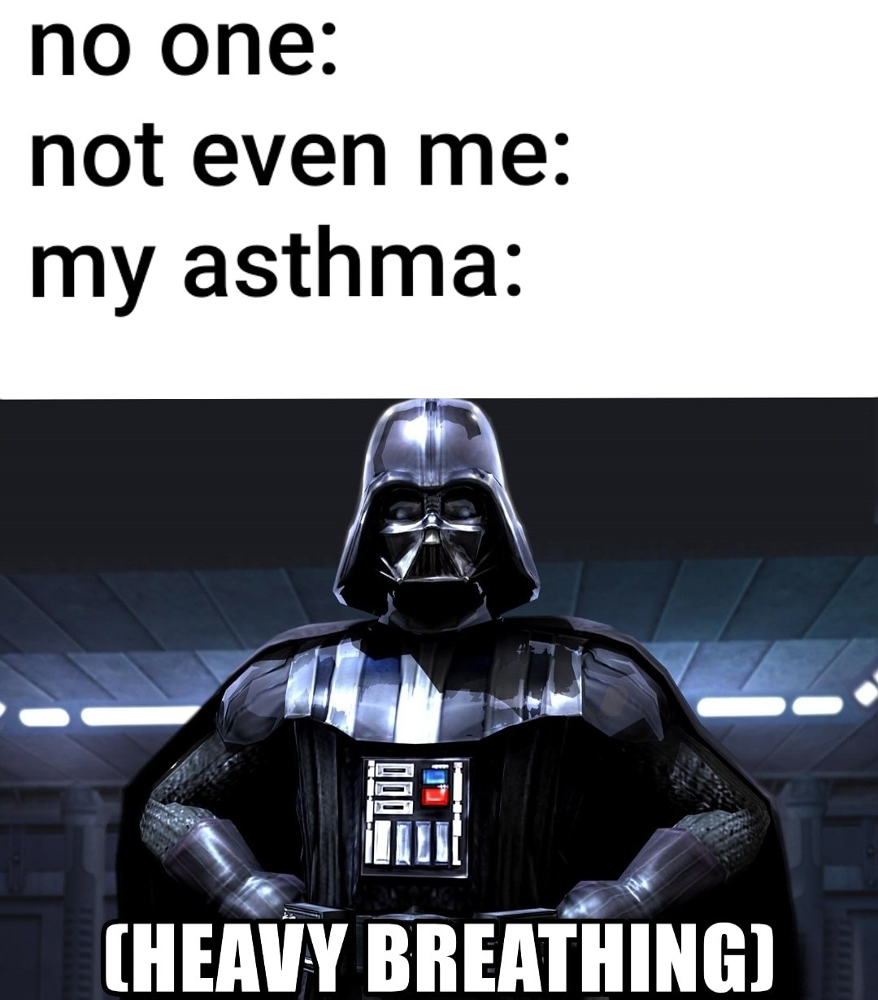 no one:
not even me:
my asthma:
(HEAVY BREATHING)